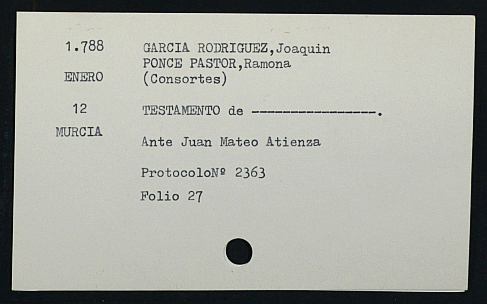 1.788 GARCIA RODRIGUEZ,Joaquin
PONCE PASTOR,Ramona
ENERO (Consortes)
12 TESTAMENTO de ----------------.
MURCIA
Ante Juan Mateo Atienza
ProtocoloNº 2363
Folio 27